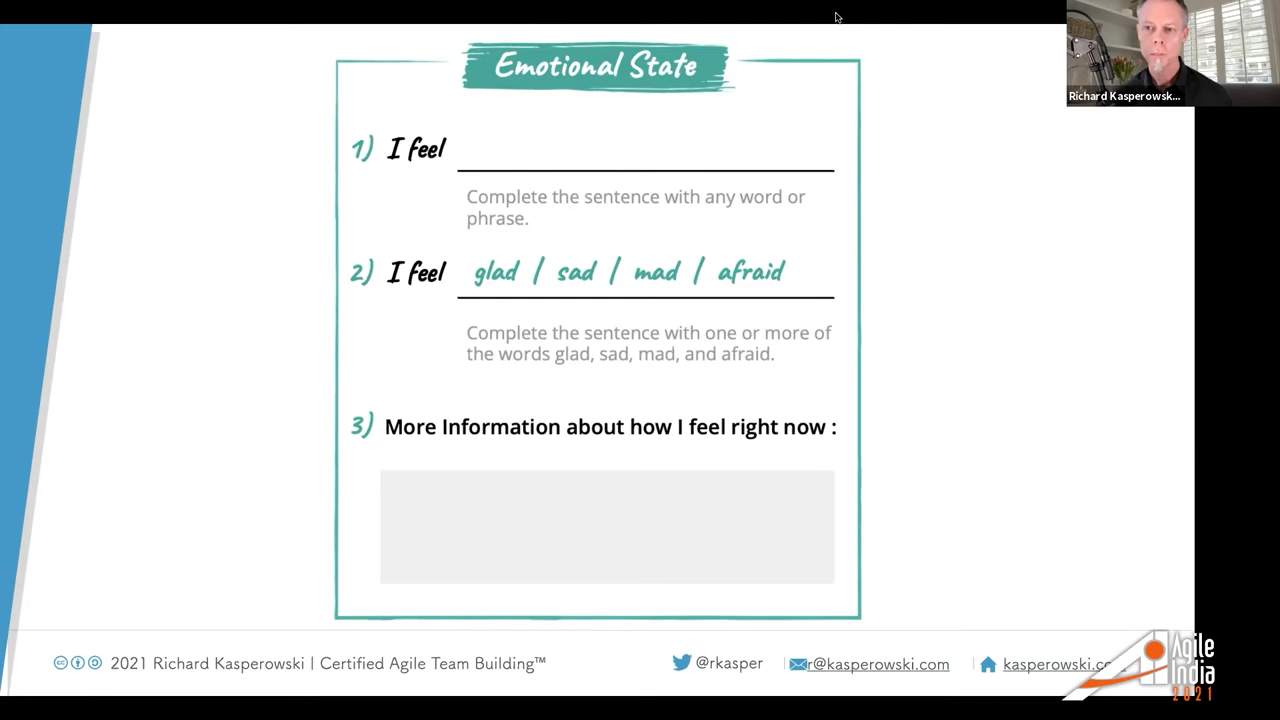 Emotional State
Richard Kasperowsk...
1) I feel
Complete the sentence with any word or
phrase.
2) I feel glad / sad / mad / afraid
Complete the sentence with one or more of
the words glad, sad, mad, and afraid.
3) More Information about how I feel right now :
2021 Richard Kasperowski | Certified Agile Team Building™
@rkasper
r@kasperowski.com
kasperowski.co
Agile
India
2021